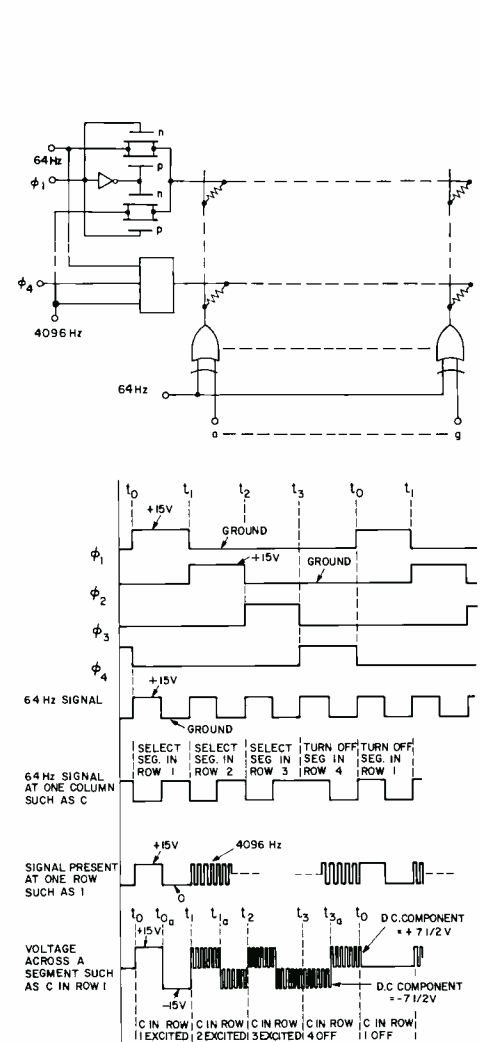 n
64Hz
p
ϕ1
n
p
ϕ4
4096 Hz
64Hz
a
g
t0 t1 t2 t3 t0 t1
+15V
GROUND
ϕ1
+15V
GROUND
ϕ2
ϕ3
ϕ4
+15V
64 Hz SIGNAL
GROUND
SELECT SEG. IN ROW 1
SELECT SEG. IN ROW 2
SELECT SEG. IN ROW 3
TURN OFF SEG. IN ROW 4
TURN OFF SEG. IN ROW 1
64 Hz SIGNAL
AT ONE COLUMN
SUCH AS C
+15V
4096 Hz
SIGNAL PRESENT
AT ONE ROW
SUCH AS 1
0
t0 t0a t1 t1a t2 t3 t3a t0
+15V
D C. COMPONENT
= + 7 1/2 V
VOLTAGE
ACROSS A
SEGMENT SUCH
AS C IN ROW 1
-15V
D.C. COMPONENT
= -7 1/2V
C IN ROW 1 EXCITED
C IN ROW 2 EXCITED
C IN ROW 3 EXCITED
C IN ROW 4 OFF
C IN ROW 1 OFF